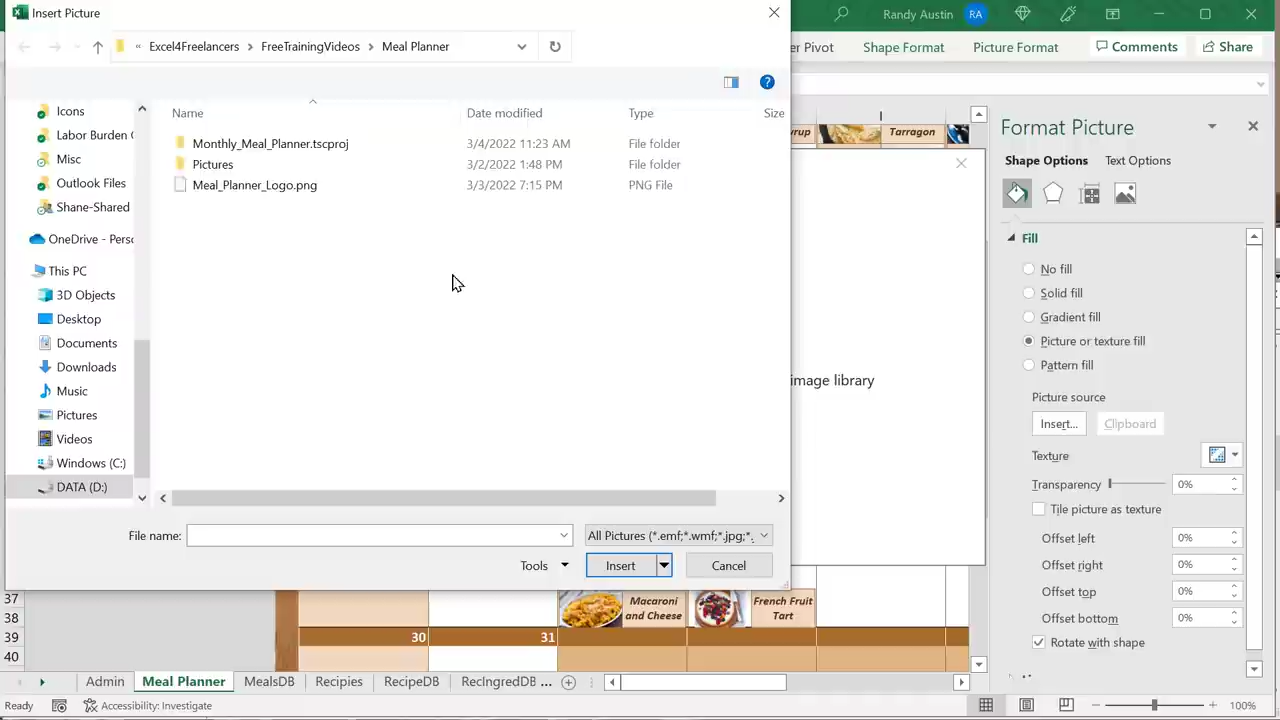 Insert Picture
Randy Austin RA
« Excel4Freelancers > FreeTrainingVideos > Meal Planner
er Pivot Shape Format Picture Format Comments Share
Name Date modified Type Size
Icons
Labor Burden
Misc
Outlook Files
Shane-Shared
OneDrive - Perso
This PC
3D Objects
Desktop
Documents
Downloads
Music
Pictures
Videos
Windows (C:)
DATA (D:)
Monthly_Meal_Planner.tscproj 3/4/2022 11:23 AM File folder
Pictures 3/2/2022 1:48 PM File folder
Meal_Planner_Logo.png 3/3/2022 7:15 PM PNG File
File name: All Pictures (*.emf;*.wmf;*.jpg;*.
Tools Insert Cancel
yrup Tarragon
image library
Format Picture
Shape Options Text Options
Fill
No fill
Solid fill
Gradient fill
Picture or texture fill
Pattern fill
Picture source
Insert... Clipboard
Texture
Transparency 0%
Tile picture as texture
Offset left 0%
Offset right 0%
Offset top 0%
Offset bottom 0%
Rotate with shape
37
38
39
40
Macaroni
and Cheese
French Fruit
Tart
30 31
Admin Meal Planner MealsDB Recipies RecipeDB RecIngredDB ...
Ready Accessibility: Investigate 100%